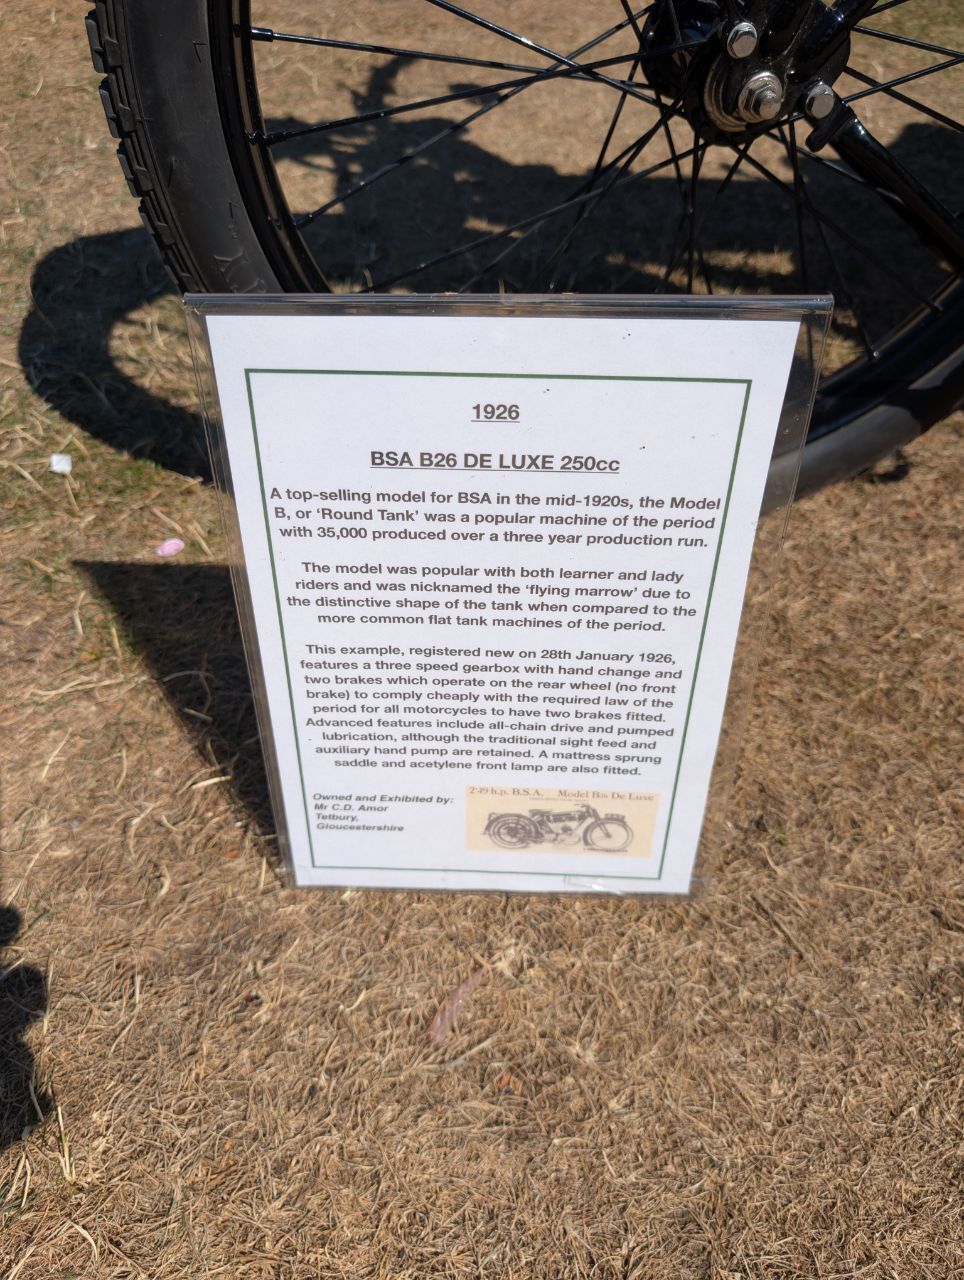 1926
BSA B26 DE LUXE 250cc
A top-selling model for BSA in the mid-1920s, the Model
B, or ‘Round Tank’ was a popular machine of the period
with 35,000 produced over a three year production run.
The model was popular with both learner and lady
riders and was nicknamed the ‘flying marrow’ due to
the distinctive shape of the tank when compared to the
more common flat tank machines of the period.
This example, registered new on 28th January 1926,
features a three speed gearbox with hand change and
two brakes which operate on the rear wheel (no front
brake) to comply cheaply with the required law of the
period for all motorcycles to have two brakes fitted.
Advanced features include all-chain drive and pumped
lubrication, although the traditional sight feed and
auxiliary hand pump are retained. A mattress sprung
saddle and acetylene front lamp are also fitted.
Owned and Exhibited by:
Mr C.D. Amor
Tetbury,
Gloucestershire
2·49 h.p. B.S.A. Model B26 De Luxe